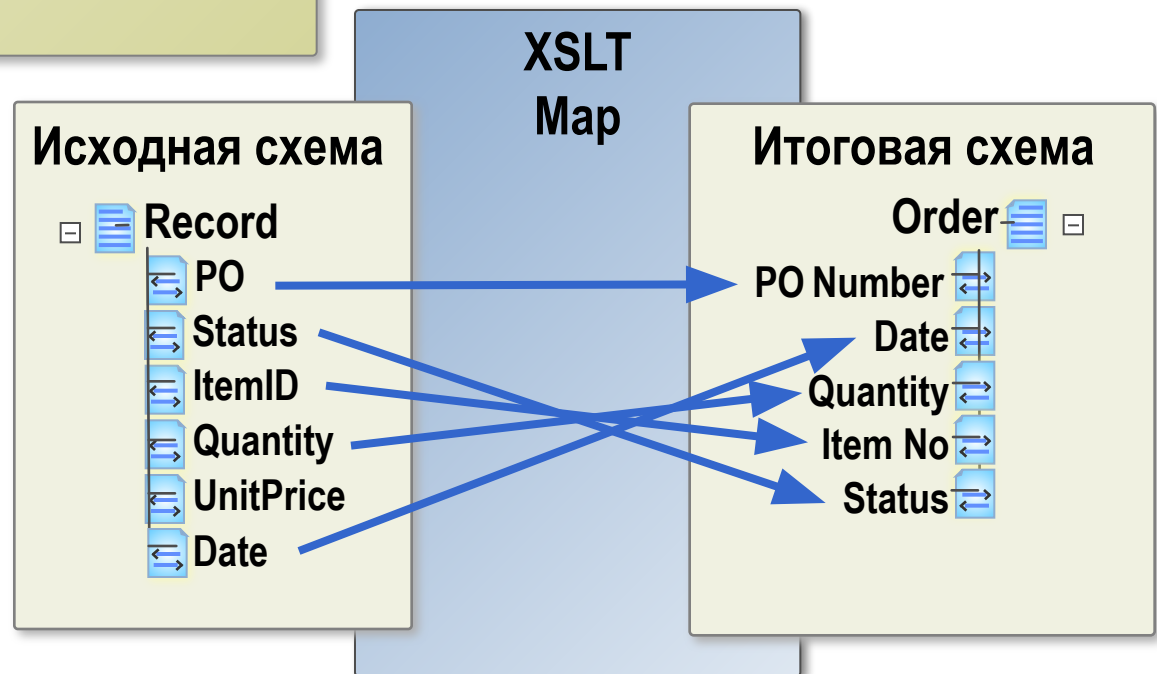 XSLT
Map
Исходная схема
Record
PO
Status
ItemID
Quantity
UnitPrice
Date
Итоговая схема
Order
PO Number
Date
Quantity
Item No
Status